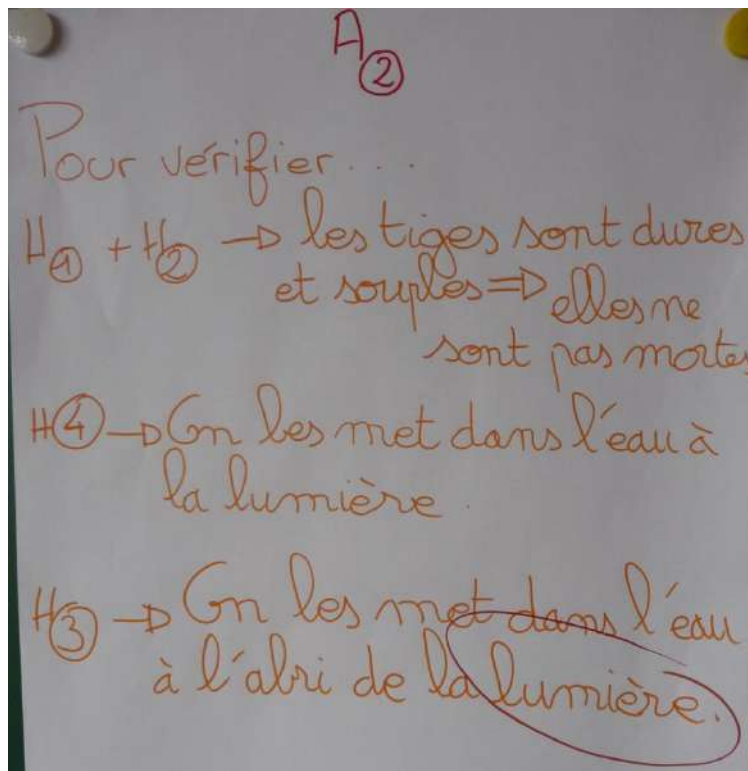 A②
Pour vérifier...
H① + H② → les tiges sont dures
et souples ⇒ elles ne
sont pas mortes
H④ → On les met dans l'eau à
la lumière.
H③ → On les met dans l'eau
à l'abri de la lumière.